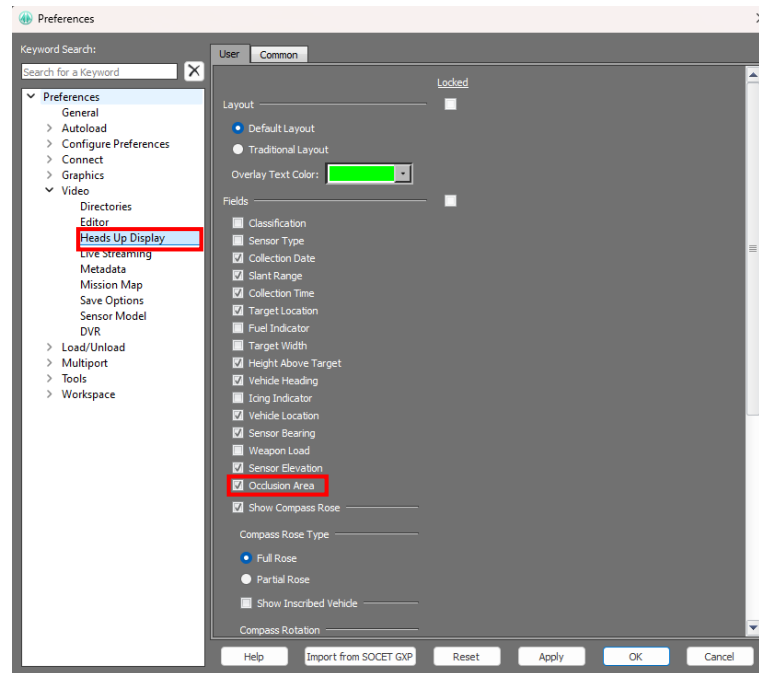 Preferences
Keyword Search:
Search for a Keyword
Preferences
General
Autoload
Configure Preferences
Connect
Graphics
Video
Directories
Editor
Heads Up Display
Live Streaming
Metadata
Mission Map
Save Options
Sensor Model
DVR
Load/Unload
Multiport
Tools
Workspace
User Common
Locked
Layout
Default Layout
Traditional Layout
Overlay Text Color:
Fields
Classification
Sensor Type
Collection Date
Slant Range
Collection Time
Target Location
Fuel Indicator
Target Width
Height Above Target
Vehicle Heading
Icing Indicator
Vehicle Location
Sensor Bearing
Weapon Load
Sensor Elevation
Occlusion Area
Show Compass Rose
Compass Rose Type
Full Rose
Partial Rose
Show Inscribed Vehicle
Compass Rotation
Help Import from SOCET GXP Reset Apply OK Cancel